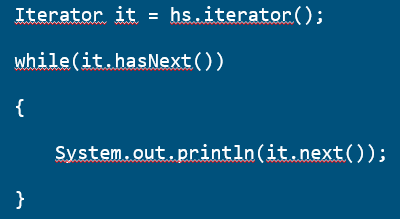 Iterator it = hs.iterator();
while(it.hasNext())
{
System.out.println(it.next());
}